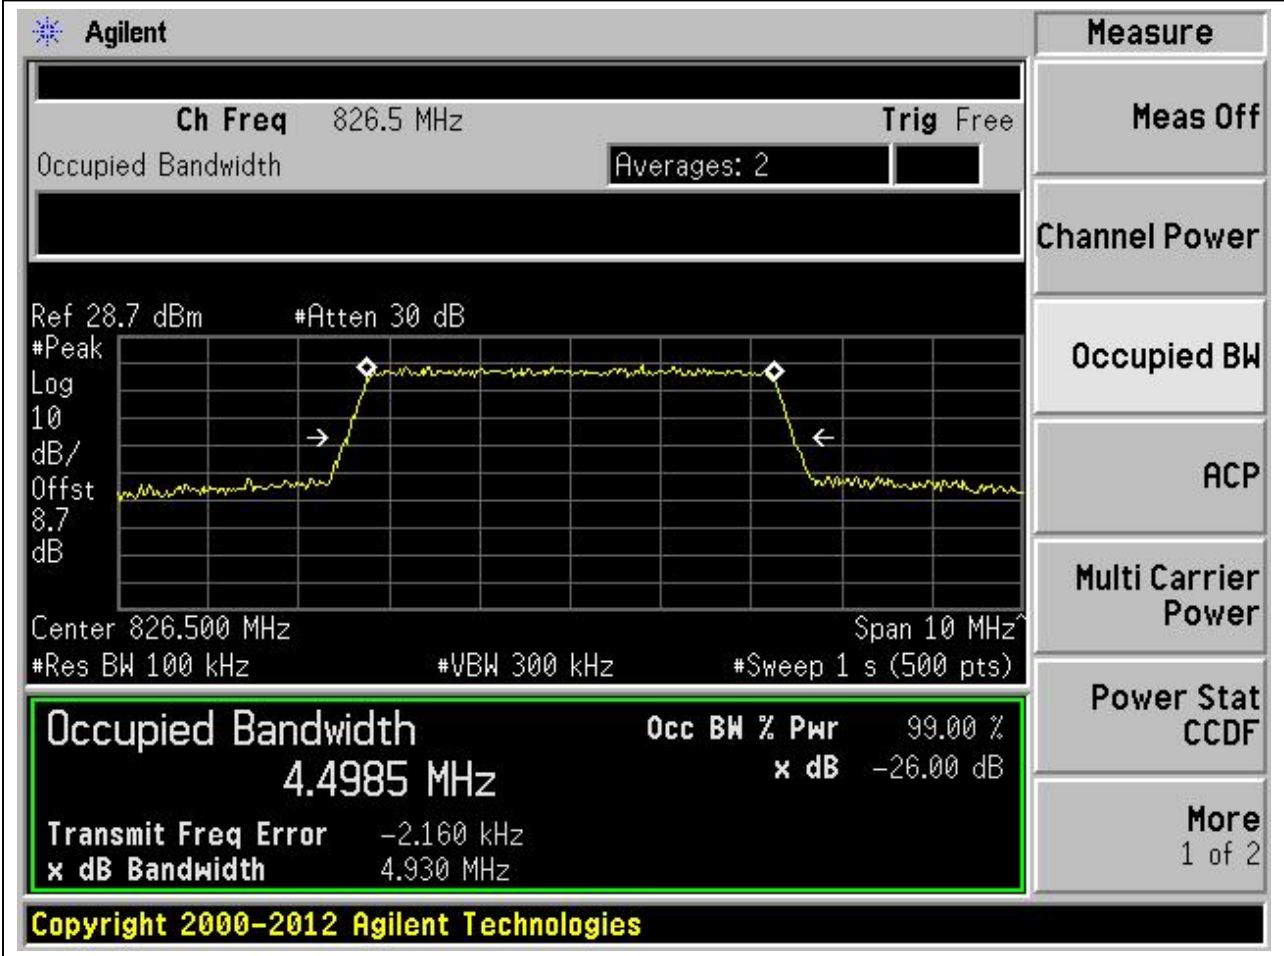 Agilent
Measure
Ch Freq 826.5 MHz Trig Free
Occupied Bandwidth Averages: 2
Meas Off
Channel Power
Occupied BW
ACP
Multi Carrier
Power
Power Stat
CCDF
More
1 of 2
Ref 28.7 dBm #Atten 30 dB
#Peak
Log
10
dB/
Offst
8.7
dB
Center 826.500 MHz Span 10 MHz^
#Res BW 100 kHz #VBW 300 kHz #Sweep 1 s (500 pts)
Occupied Bandwidth Occ BW % Pwr 99.00 %
4.4985 MHz x dB -26.00 dB
Transmit Freq Error -2.160 kHz
x dB Bandwidth 4.930 MHz
Copyright 2000-2012 Agilent Technologies